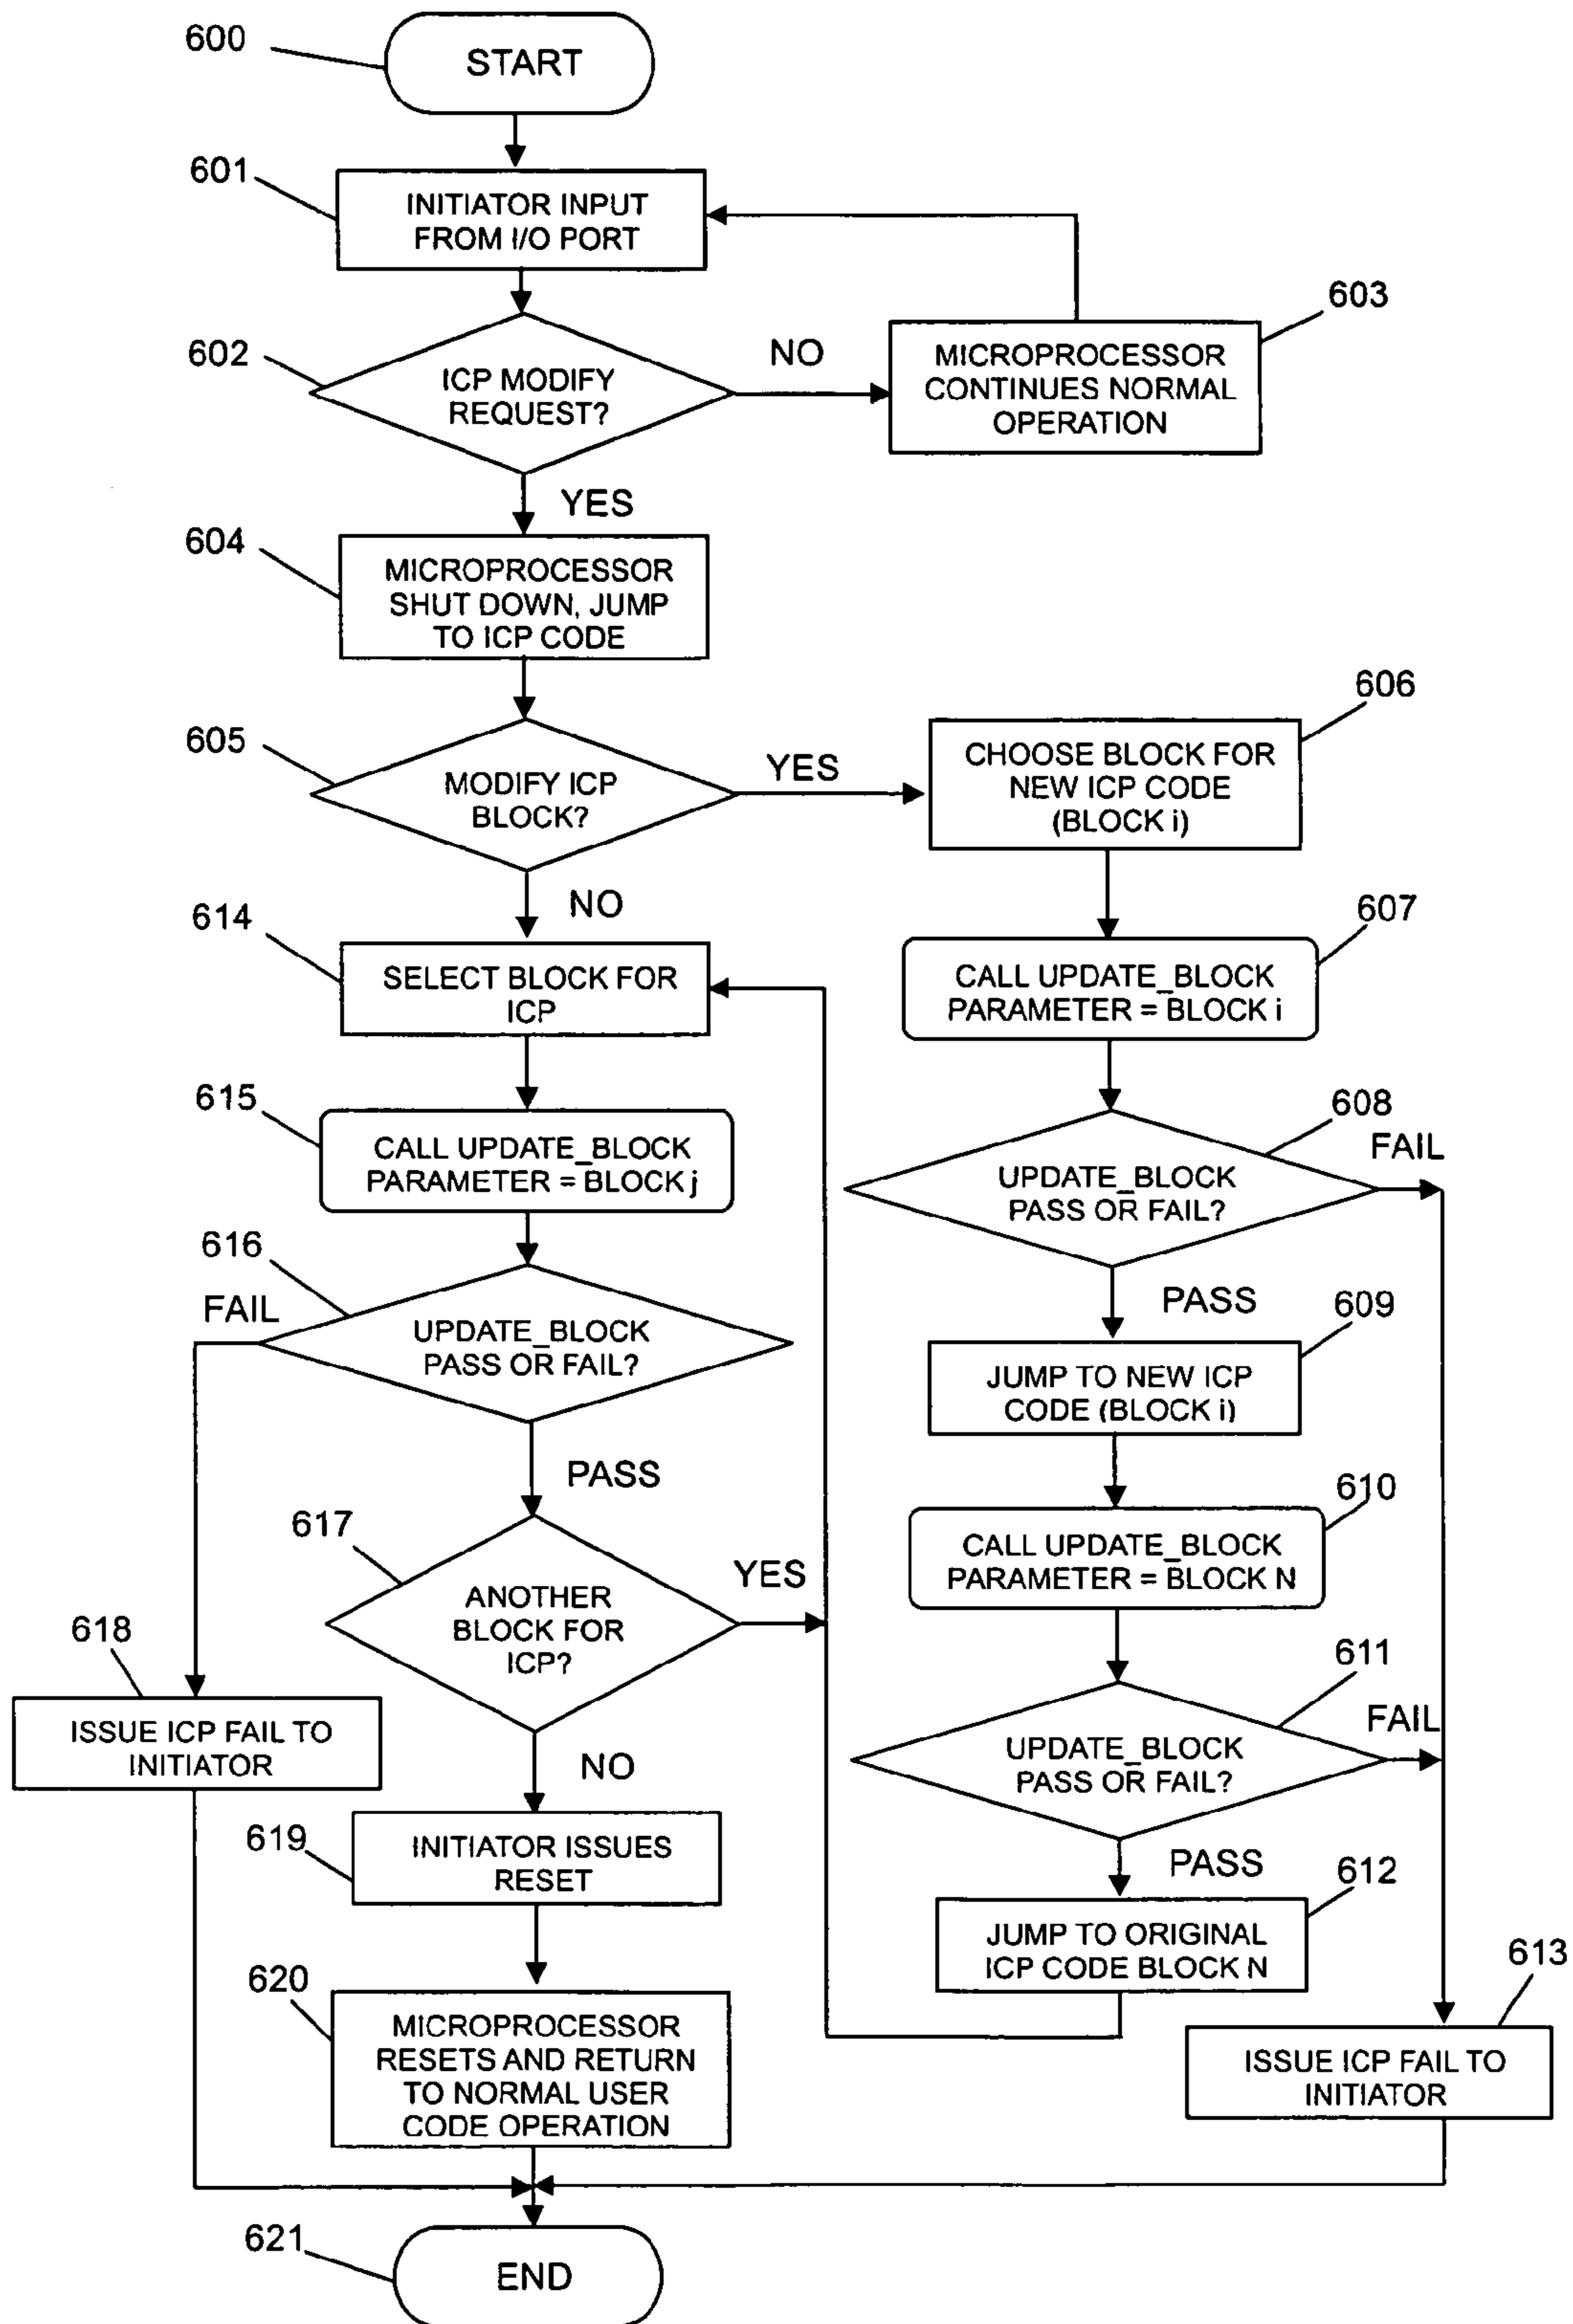 600
START
601
INITIATOR INPUT
FROM I/O PORT
602
ICP MODIFY
REQUEST?
NO
603
MICROPROCESSOR
CONTINUES NORMAL
OPERATION
YES
604
MICROPROCESSOR
SHUT DOWN, JUMP
TO ICP CODE
605
MODIFY ICP
BLOCK?
YES
606
CHOOSE BLOCK FOR
NEW ICP CODE
(BLOCK i)
NO
607
CALL UPDATE_BLOCK
PARAMETER = BLOCK i
614
SELECT BLOCK FOR
ICP
615
CALL UPDATE_BLOCK
PARAMETER = BLOCK j
608
FAIL
UPDATE_BLOCK
PASS OR FAIL?
PASS
616
FAIL
UPDATE_BLOCK
PASS OR FAIL?
PASS
609
JUMP TO NEW ICP
CODE (BLOCK i)
610
CALL UPDATE_BLOCK
PARAMETER = BLOCK N
617
ANOTHER
BLOCK FOR
ICP?
YES
618
ISSUE ICP FAIL TO
INITIATOR
611
FAIL
UPDATE_BLOCK
PASS OR FAIL?
PASS
NO
619
INITIATOR ISSUES
RESET
612
JUMP TO ORIGINAL
ICP CODE BLOCK N
620
MICROPROCESSOR
RESETS AND RETURN
TO NORMAL USER
CODE OPERATION
613
ISSUE ICP FAIL TO
INITIATOR
621
END